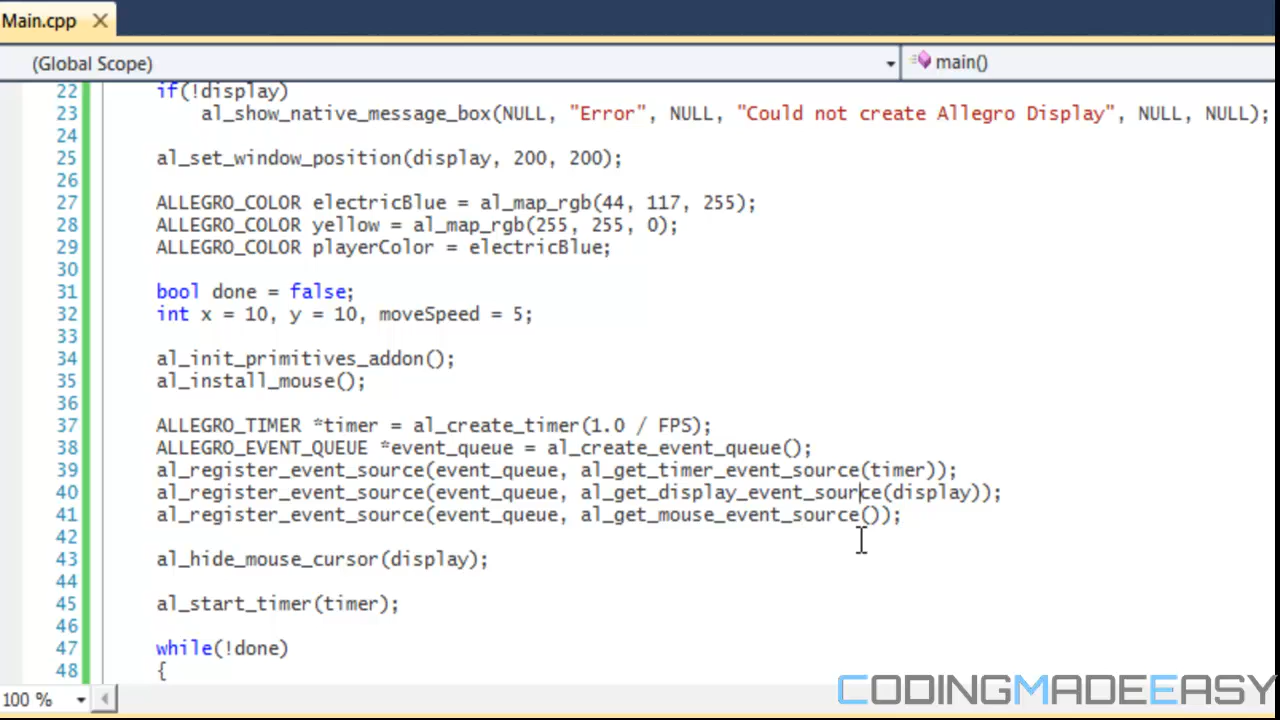 Main.cpp
(Global Scope)
main()
22 if(!display)
23 al_show_native_message_box(NULL, "Error", NULL, "Could not create Allegro Display", NULL, NULL);
24
25 al_set_window_position(display, 200, 200);
26
27 ALLEGRO_COLOR electricBlue = al_map_rgb(44, 117, 255);
28 ALLEGRO_COLOR yellow = al_map_rgb(255, 255, 0);
29 ALLEGRO_COLOR playerColor = electricBlue;
30
31 bool done = false;
32 int x = 10, y = 10, moveSpeed = 5;
33
34 al_init_primitives_addon();
35 al_install_mouse();
36
37 ALLEGRO_TIMER *timer = al_create_timer(1.0 / FPS);
38 ALLEGRO_EVENT_QUEUE *event_queue = al_create_event_queue();
39 al_register_event_source(event_queue, al_get_timer_event_source(timer));
40 al_register_event_source(event_queue, al_get_display_event_source(display));
41 al_register_event_source(event_queue, al_get_mouse_event_source());
42
43 al_hide_mouse_cursor(display);
44
45 al_start_timer(timer);
46
47 while(!done)
48 {
100 %
CODINGMADEEASY